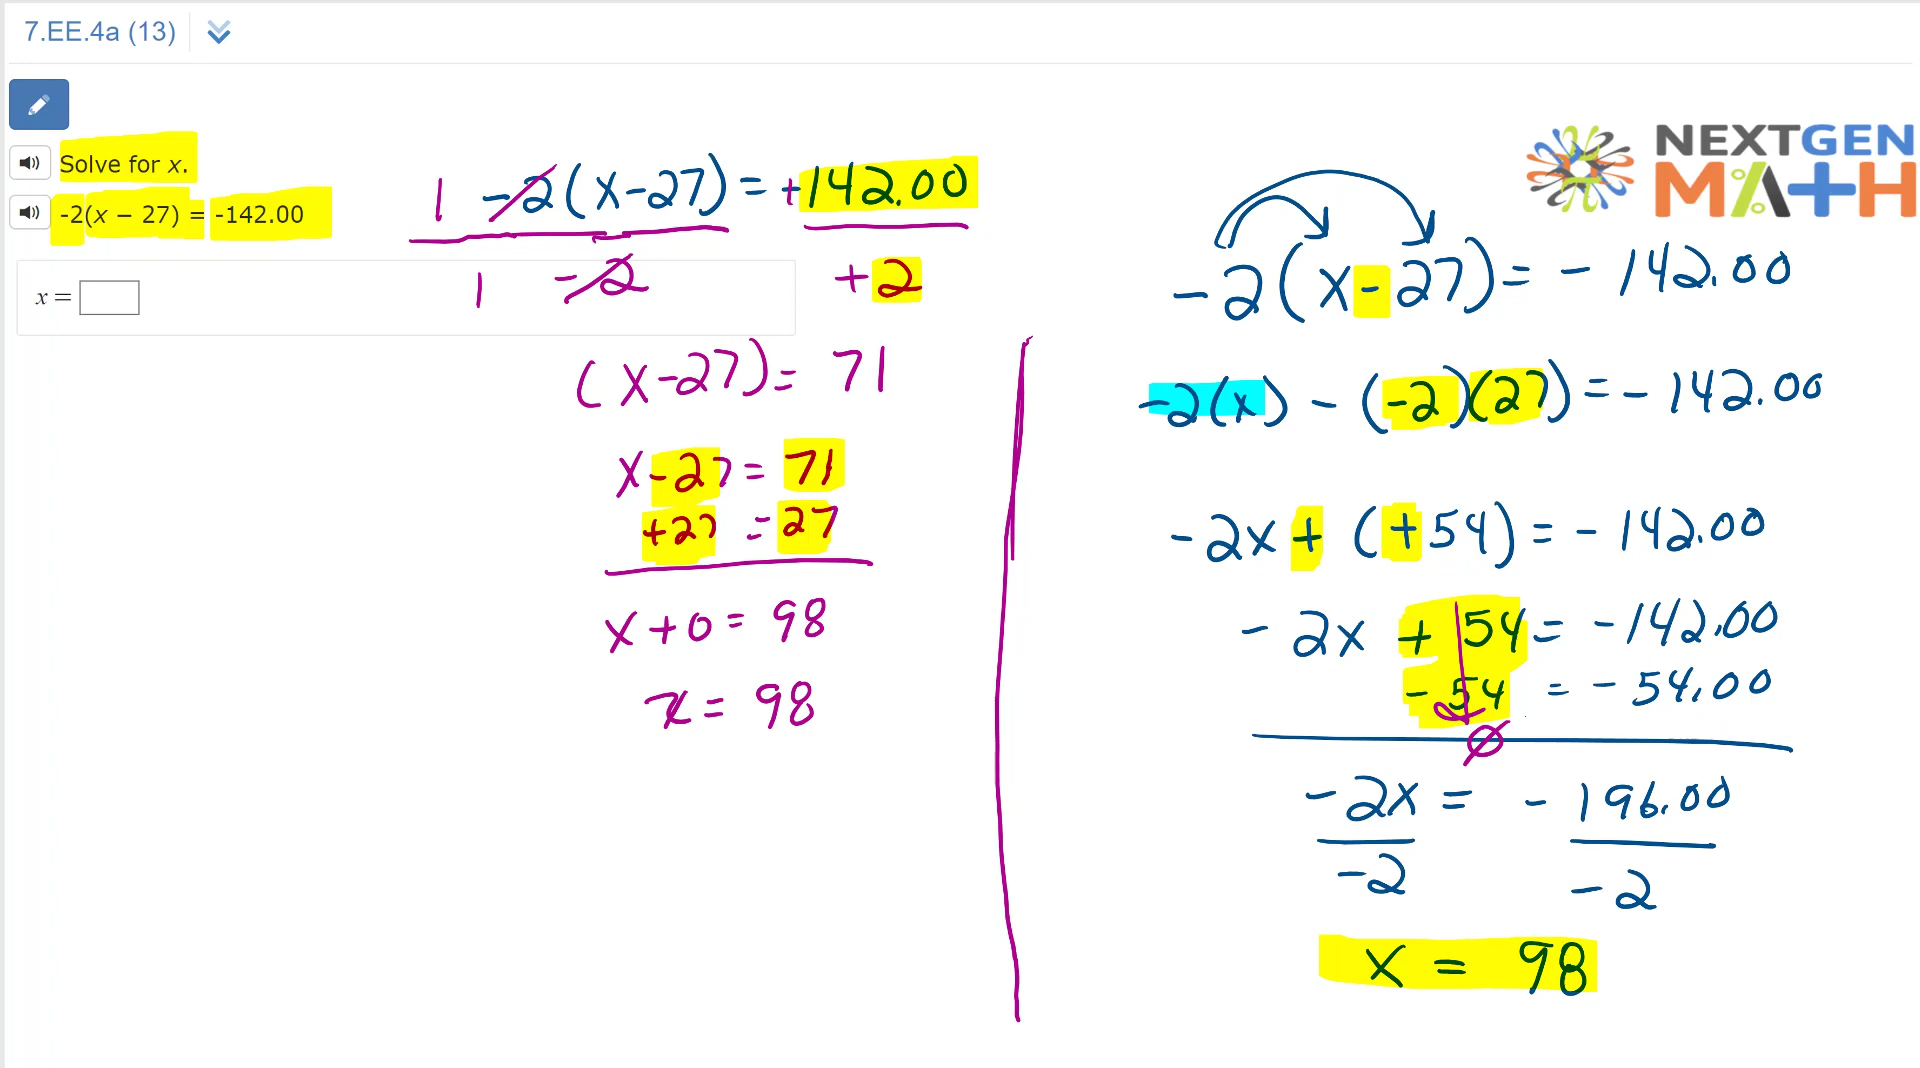 7.EE.4a (13)
Solve for x.
-2(x − 27) = -142.00
x =
1 -2(x-27) = +142.00
1 -2 +2
(x-27) = 71
x-27 = 71
+27 = 27
x+0 = 98
x = 98
NEXTGEN
MATH
-2(x-27) = -142.00
-2(x) - (-2)(27) = -142.00
-2x + (+54) = -142.00
-2x + 54 = -142.00
-54 = -54.00
0
-2x = -196.00
-2 -2
x = 98